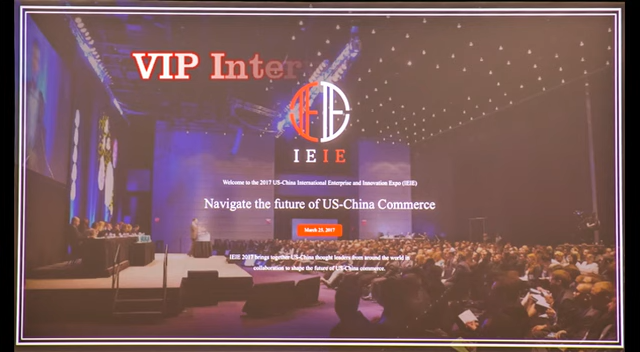 VIP Inter
IEIE
Welcome to the 2017 US-China International Enterprise and Innovation Expo (IEIE)
Navigate the future of US-China Commerce
March 23, 2017
IEIE 2017 brings together US-China thought leaders from around the world in
collaboration to shape the future of US-China commerce.